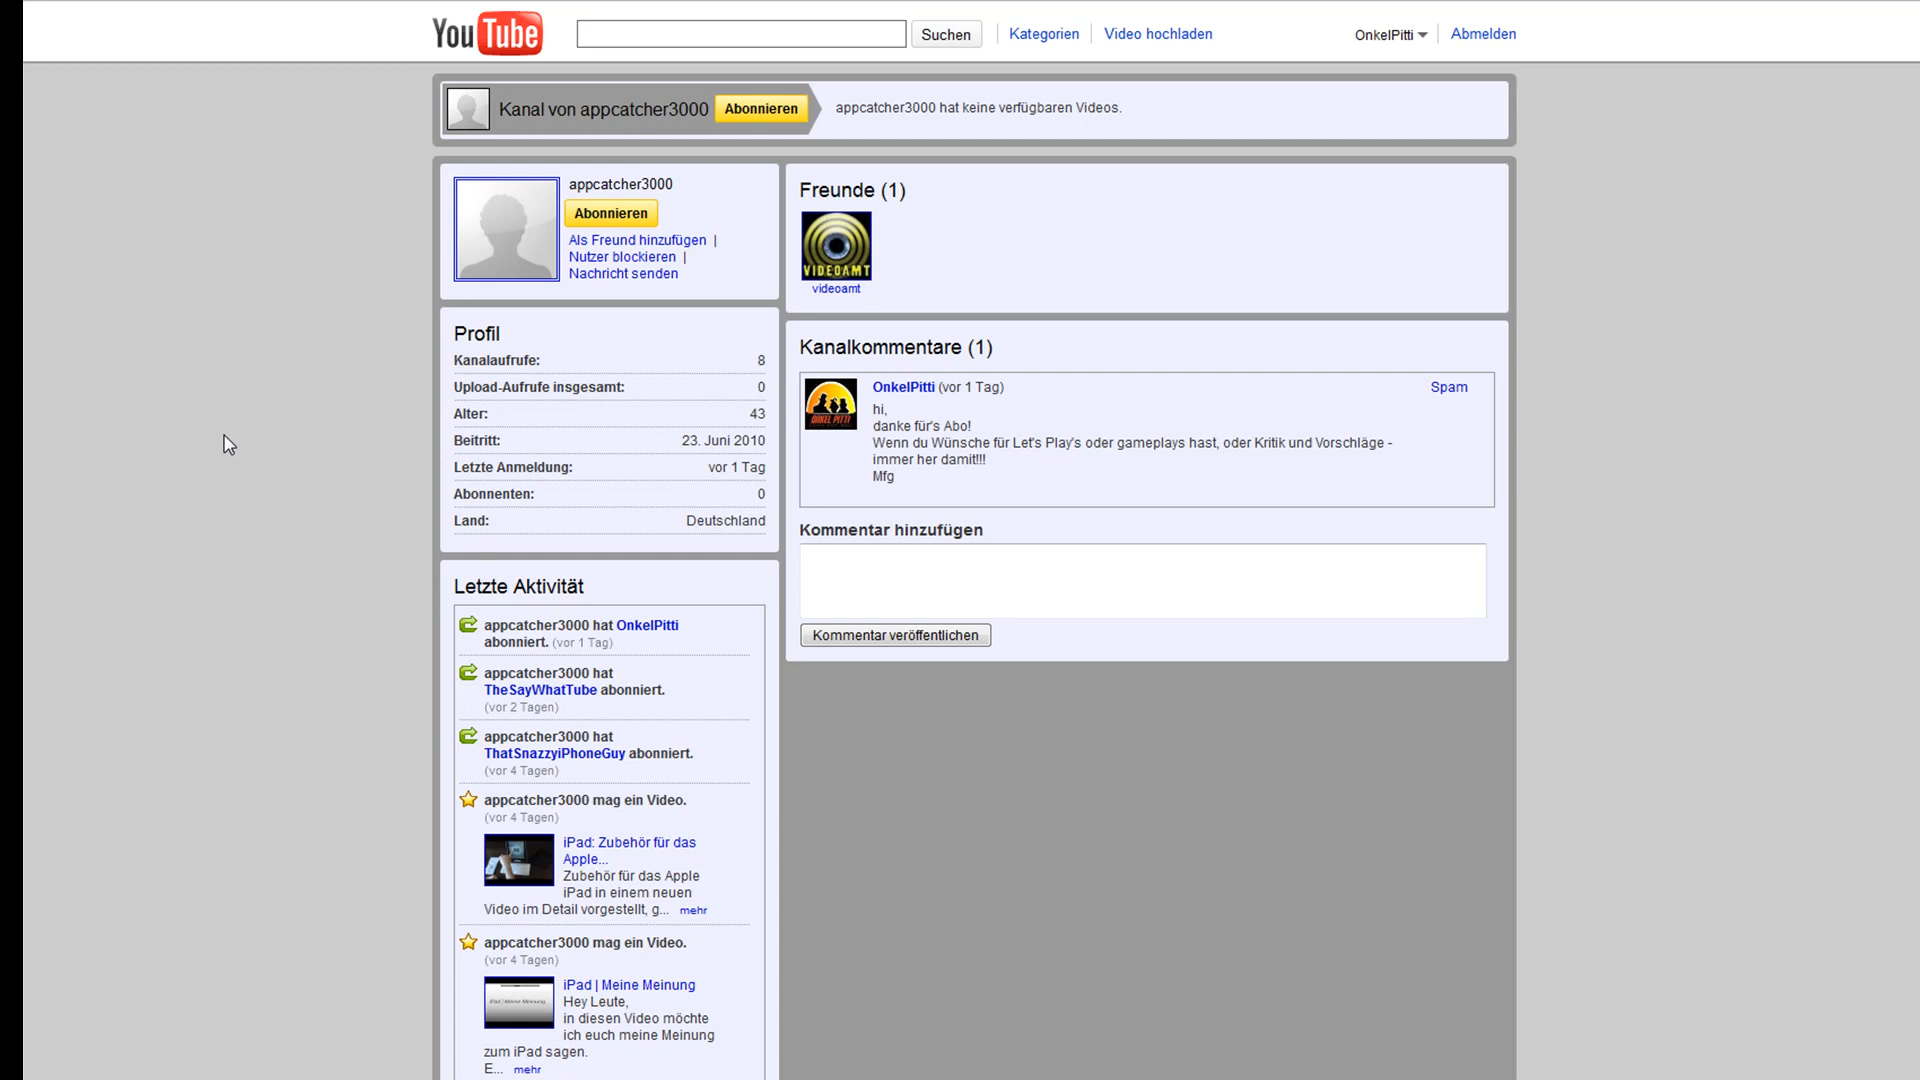 YouTube
Suchen
Kategorien
Video hochladen
OnkelPitti
Abmelden
Kanal von appcatcher3000
Abonnieren
appcatcher3000 hat keine verfügbaren Videos.
appcatcher3000
Abonnieren
Als Freund hinzufügen |
Nutzer blockieren |
Nachricht senden
Profil
Kanalaufrufe: 8
Upload-Aufrufe insgesamt: 0
Alter: 43
Beitritt: 23. Juni 2010
Letzte Anmeldung: vor 1 Tag
Abonnenten: 0
Land: Deutschland
Letzte Aktivität
appcatcher3000 hat OnkelPitti
abonniert. (vor 1 Tag)
appcatcher3000 hat
TheSayWhatTube abonniert.
(vor 2 Tagen)
appcatcher3000 hat
ThatSnazzyiPhoneGuy abonniert.
(vor 4 Tagen)
appcatcher3000 mag ein Video.
(vor 4 Tagen)
iPad: Zubehör für das
Apple...
Zubehör für das Apple
iPad in einem neuen
Video im Detail vorgestellt, g... mehr
appcatcher3000 mag ein Video.
(vor 4 Tagen)
iPad | Meine Meinung
iPad | Meine Meinung
Hey Leute,
in diesen Video möchte
ich euch meine Meinung
zum iPad sagen.
E... mehr
Freunde (1)
VIDEOAMT
videoamt
Kanalkommentare (1)
ONKEL PITTI
OnkelPitti (vor 1 Tag)
Spam
hi,
danke für's Abo!
Wenn du Wünsche für Let's Play's oder gameplays hast, oder Kritik und Vorschläge -
immer her damit!!!
Mfg
Kommentar hinzufügen
Kommentar veröffentlichen